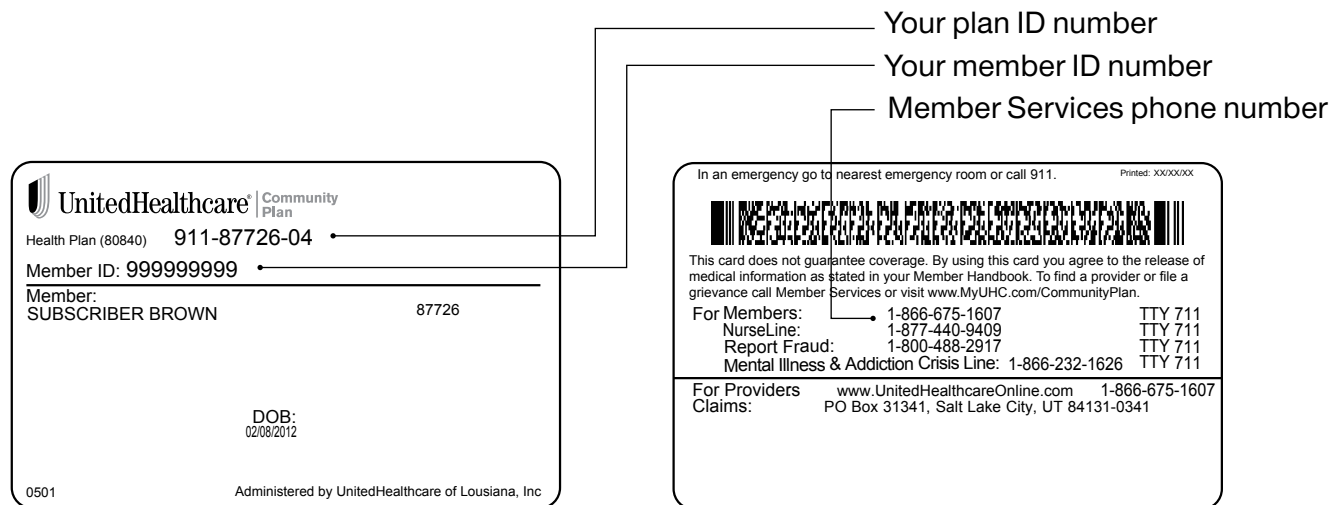 Your plan ID number
Your member ID number
Member Services phone number
UnitedHealthcare® Community
Plan
Health Plan (80840) 911-87726-04
Member ID: 999999999
Member:
SUBSCRIBER BROWN 87726
DOB:
02/08/2012
0501 Administered by UnitedHealthcare of Lousiana, Inc
In an emergency go to nearest emergency room or call 911. Printed: XX/XX/XX
This card does not guarantee coverage. By using this card you agree to the release of
medical information as stated in your Member Handbook. To find a provider or file a
grievance call Member Services or visit www.MyUHC.com/CommunityPlan.
For Members: 1-866-675-1607 TTY 711
NurseLine: 1-877-440-9409 TTY 711
Report Fraud: 1-800-488-2917 TTY 711
Mental Illness & Addiction Crisis Line: 1-866-232-1626 TTY 711
For Providers www.UnitedHealthcareOnline.com 1-866-675-1607
Claims: PO Box 31341, Salt Lake City, UT 84131-0341